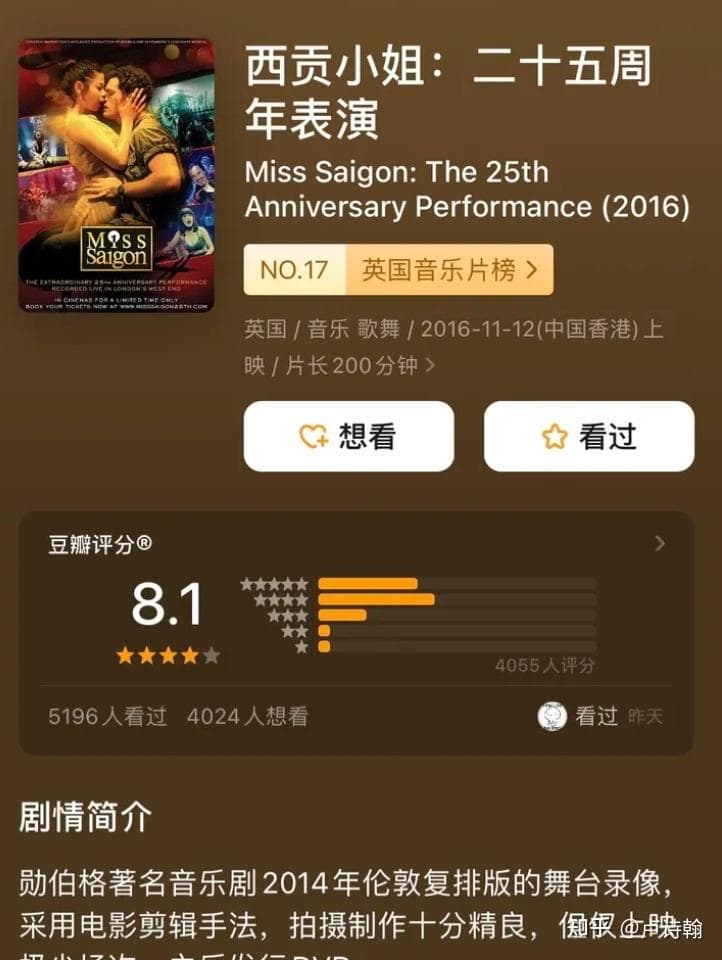 西贡小姐：二十五周
年表演
Miss Saigon: The 25th
Anniversary Performance (2016)
NO.17 英国音乐片榜
英国 / 音乐 歌舞 / 2016-11-12(中国香港) 上
映 / 片长200分钟
Miss
Saigon
THE EXTRAORDINARY 25TH ANNIVERSARY PERFORMANCE
RECORDED LIVE IN LONDON'S WEST END
IN CINEMAS FOR A LIMITED TIME ONLY
BOOK YOUR TICKETS NOW AT WWW.MISSSAIGON25TH.COM
想看 看过
豆瓣评分®
8.1
4055人评分
5196人看过 4024人想看 看过 昨天
剧情简介
勋伯格著名音乐剧2014年伦敦复排版的舞台录像，
采用电影剪辑手法，拍摄制作十分精良，但仅上映
知乎